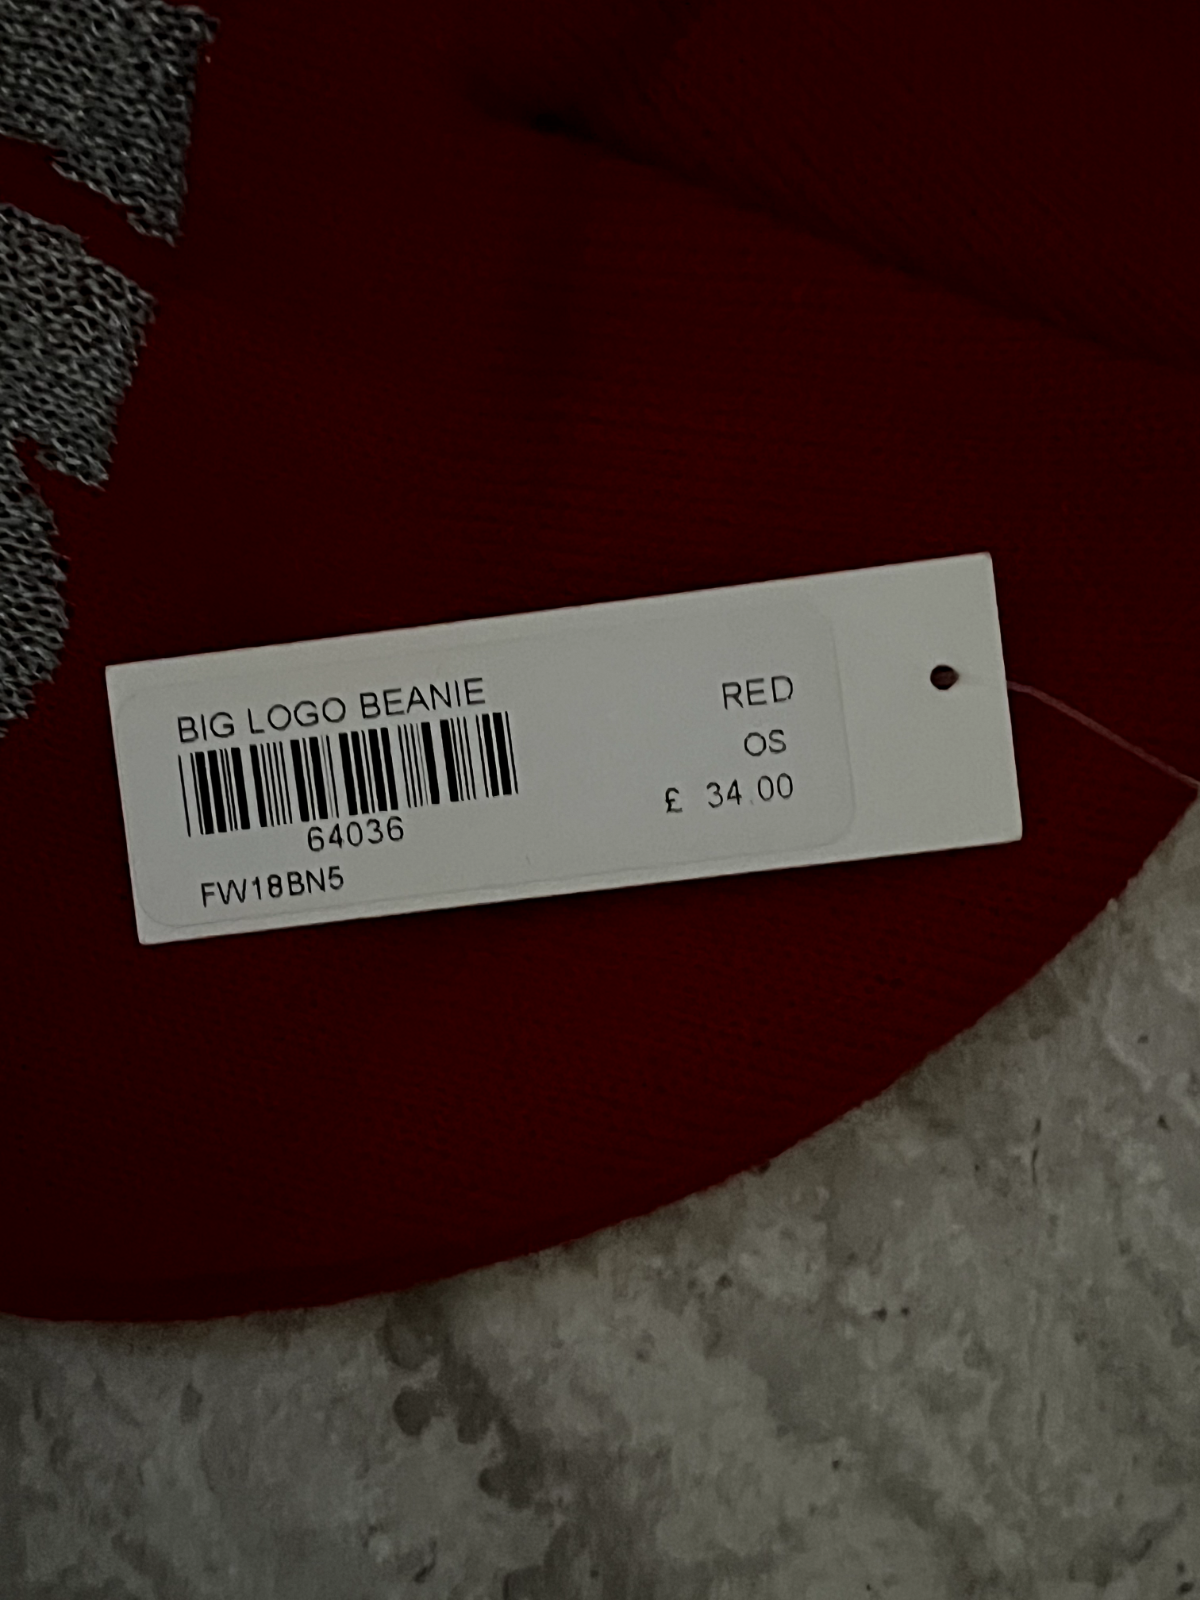 BIG LOGO BEANIE
64036
FW18BN5
RED
OS
£ 34.00